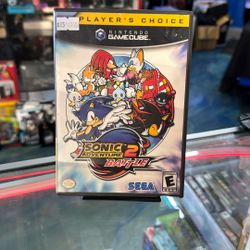 PLAYER'S CHOICE
NINTENDO
GAMECUBE
SONIC
ADVENTURE 2
BATTLE
SEGA
E